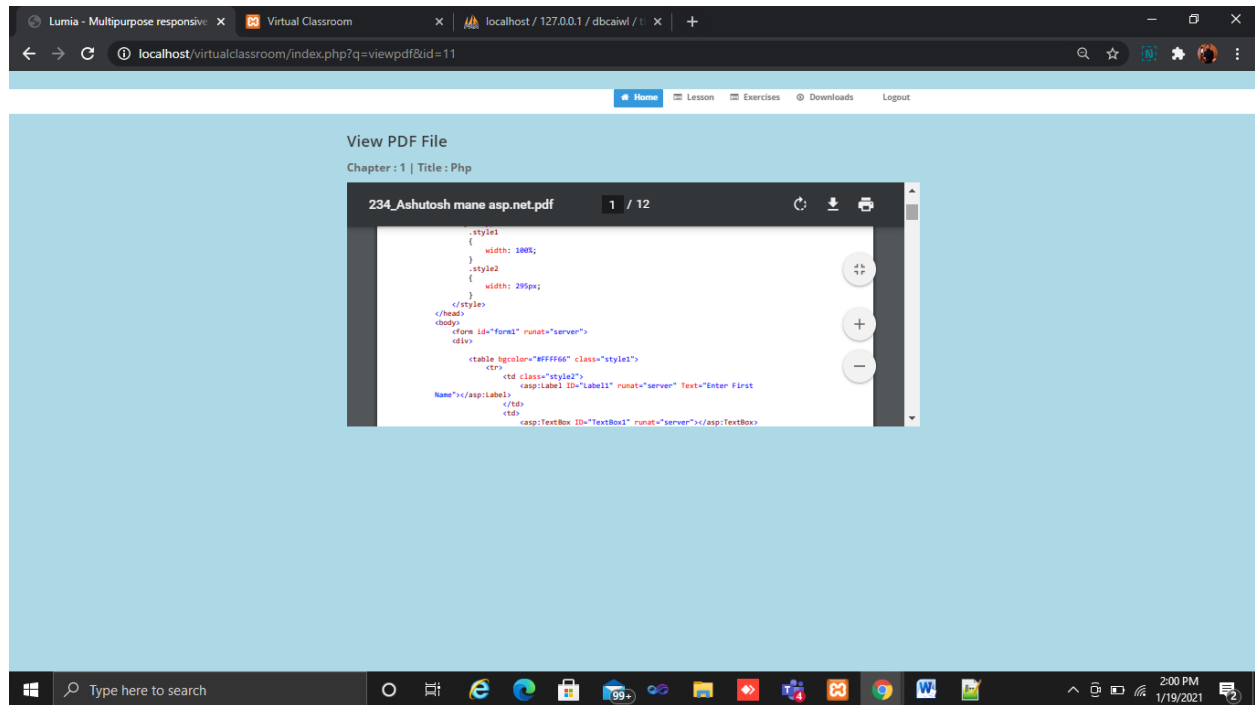 Lumia - Multipurpose responsive
Virtual Classroom
localhost / 127.0.0.1 / dbcaiwl / t
localhost/virtualclassroom/index.php?q=viewpdf&id=11
Home Lesson Exercises Downloads Logout
View PDF File
Chapter : 1 | Title : Php
234_Ashutosh mane asp.net.pdf 1 / 12
.style1
{
width: 100%;
}
.style2
{
width: 295px;
}
</style>
</head>
<body>
<form id="form1" runat="server">
<div>
<table bgcolor="#FFFF66" class="style1">
<tr>
<td class="style2">
<asp:Label ID="Label1" runat="server" Text="Enter First
Name"></asp:Label>
</td>
<td>
<asp:TextBox ID="TextBox1" runat="server"></asp:TextBox>
Type here to search
99+
4
2:00 PM
1/19/2021
2